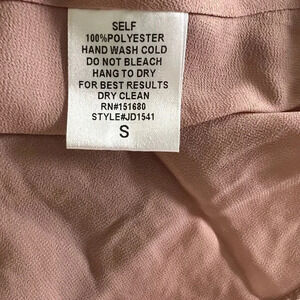 SELF
100%POLYESTER
HAND WASH COLD
DO NOT BLEACH
HANG TO DRY
FOR BEST RESULTS
DRY CLEAN
RN#151680
STYLE#JD1541
S